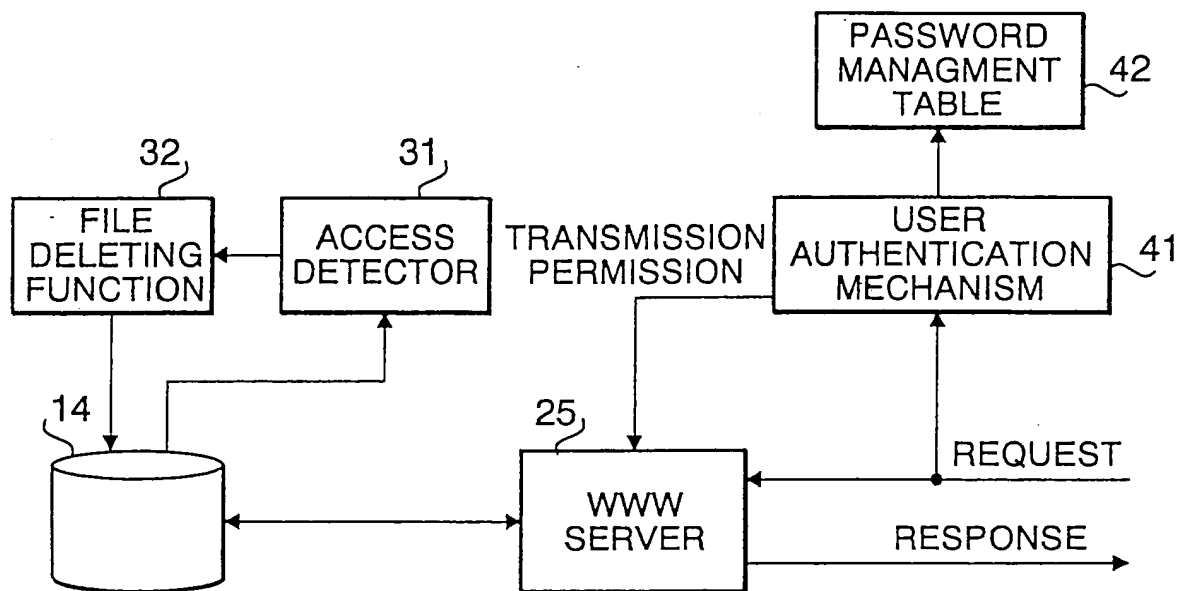 PASSWORD
MANAGMENT
TABLE
42
32
31
FILE
DELETING
FUNCTION
ACCESS
DETECTOR
TRANSMISSION
PERMISSION
USER
AUTHENTICATION
MECHANISM
41
14
25
WWW
SERVER
REQUEST
RESPONSE